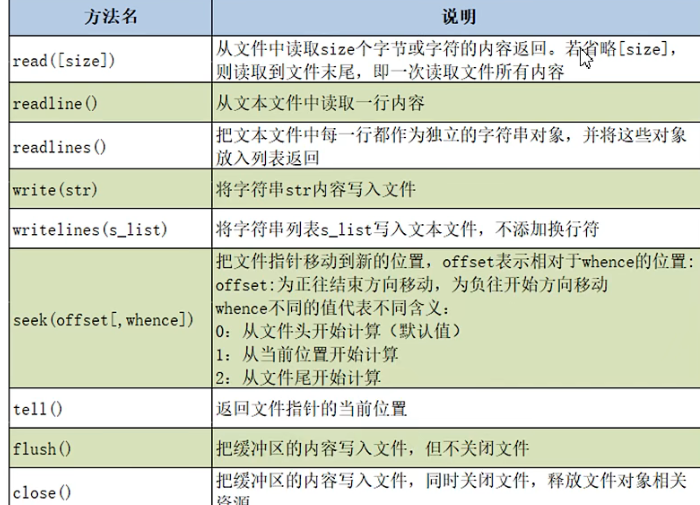 方法名 说明
read([size]) 从文件中读取size个字节或字符的内容返回。若省略[size],
则读取到文件末尾，即一次读取文件所有内容
readline() 从文本文件中读取一行内容
readlines() 把文本文件中每一行都作为独立的字符串对象，并将这些对象
放入列表返回
write(str) 将字符串str内容写入文件
writelines(s_list) 将字符串列表s_list写入文本文件，不添加换行符
seek(offset[,whence]) 把文件指针移动到新的位置，offset表示相对于whence的位置:
offset:为正往结束方向移动，为负往开始方向移动
whence不同的值代表不同含义:
0: 从文件头开始计算（默认值）
1: 从当前位置开始计算
2: 从文件尾开始计算
tell() 返回文件指针的当前位置
flush() 把缓冲区的内容写入文件，但不关闭文件
close() 把缓冲区的内容写入文件，同时关闭文件，释放文件对象相关
资源